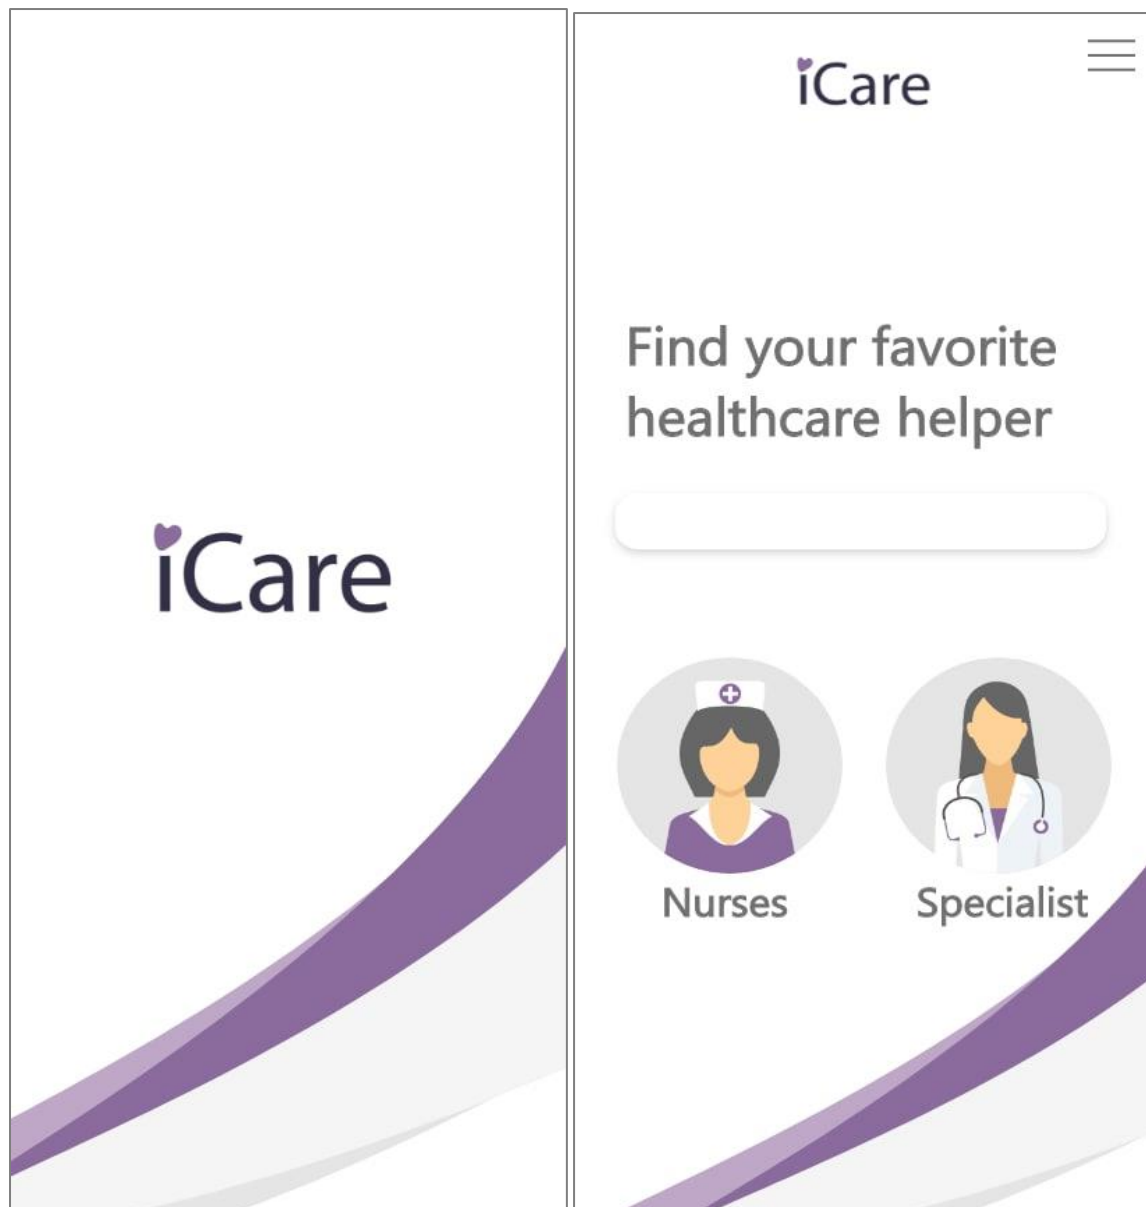 iCare
iCare
Find your favorite
healthcare helper
Nurses
Specialist